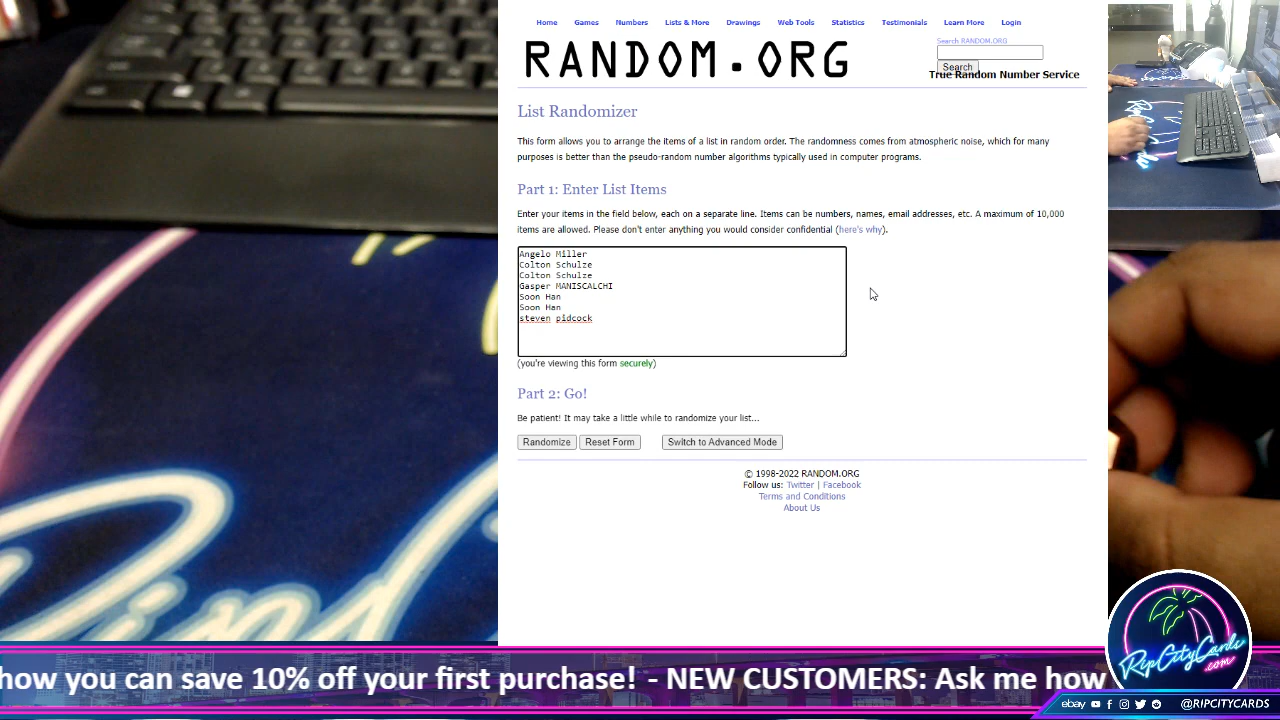 Home Games Numbers Lists & More Drawings Web Tools Statistics Testimonials Learn More Login
RANDOM.ORG
Search RANDOM.ORG
Search
True Random Number Service
List Randomizer
This form allows you to arrange the items of a list in random order. The randomness comes from atmospheric noise, which for many
purposes is better than the pseudo-random number algorithms typically used in computer programs.
Part 1: Enter List Items
Enter your items in the field below, each on a separate line. Items can be numbers, names, email addresses, etc. A maximum of 10,000
items are allowed. Please don't enter anything you would consider confidential (here's why).
Angelo Miller
Colton Schulze
Colton Schulze
Gasper MANISCALCHI
Soon Han
Soon Han
steven pidcock
(you're viewing this form securely)
Part 2: Go!
Be patient! It may take a little while to randomize your list...
Randomize Reset Form Switch to Advanced Mode
© 1998-2022 RANDOM.ORG
Follow us: Twitter | Facebook
Terms and Conditions
About Us
how you can save 10% off your first purchase! - NEW CUSTOMERS: Ask me how
RipCityCards
.com
ebay @RIPCITYCARDS